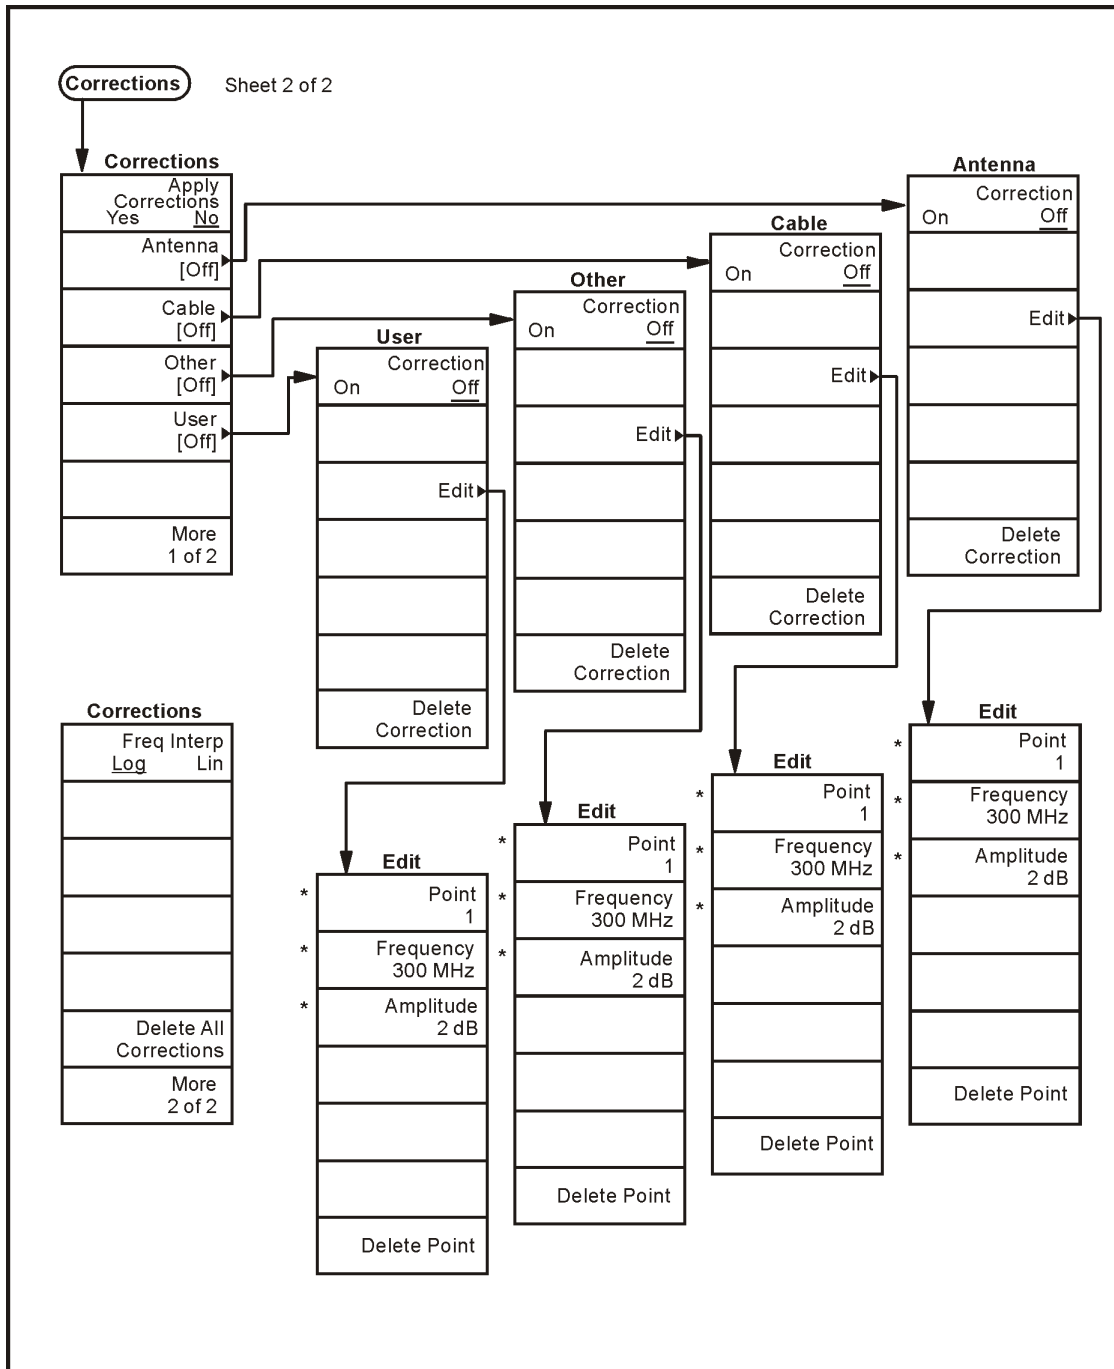 Corrections
Sheet 2 of 2
Corrections
Apply
Corrections
Yes No
Antenna
[Off]
Cable
[Off]
Other
[Off]
User
[Off]
More
1 of 2
User
Correction
On Off
Edit
Delete
Correction
Other
Correction
On Off
Edit
Delete
Correction
Cable
Correction
On Off
Edit
Delete
Correction
Antenna
Correction
On Off
Edit
Delete
Correction
Corrections
Freq Interp
Log Lin
Delete All
Corrections
More
2 of 2
Edit
* Point
1
* Frequency
300 MHz
* Amplitude
2 dB
Delete Point
Edit
* Point
1
* Frequency
300 MHz
* Amplitude
2 dB
Delete Point
Edit
* Point
1
* Frequency
300 MHz
* Amplitude
2 dB
Delete Point
Edit
* Point
1
* Frequency
300 MHz
* Amplitude
2 dB
Delete Point